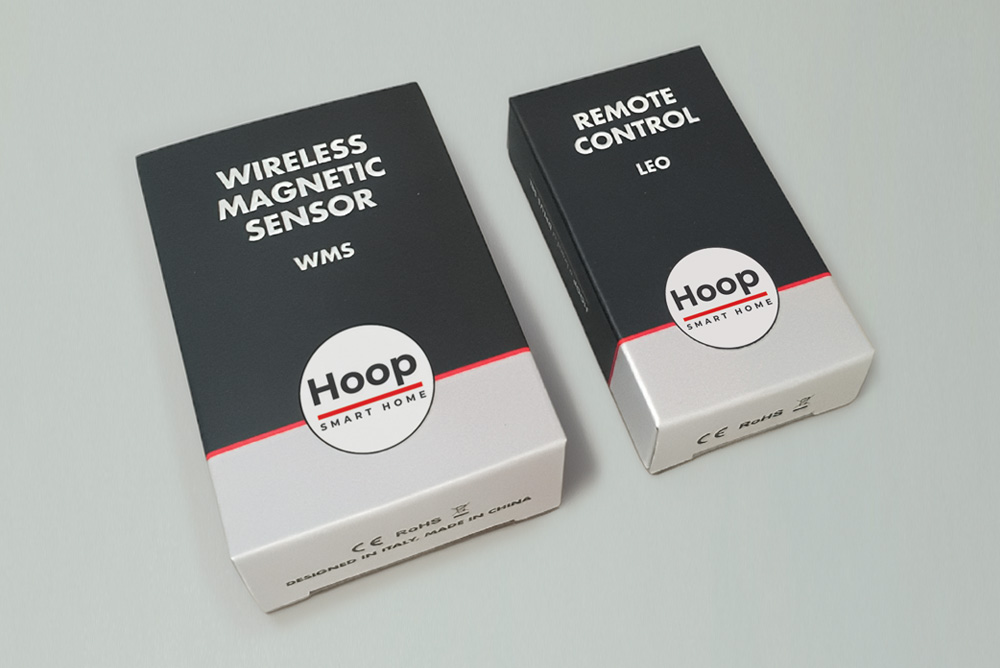 WIRELESS
MAGNETIC
SENSOR
WMS
Hoop
SMART HOME
CE RoHS
DESIGNED IN ITALY, MADE IN CHINA
REMOTE
CONTROL
LEO
Hoop
SMART HOME
CE RoHS